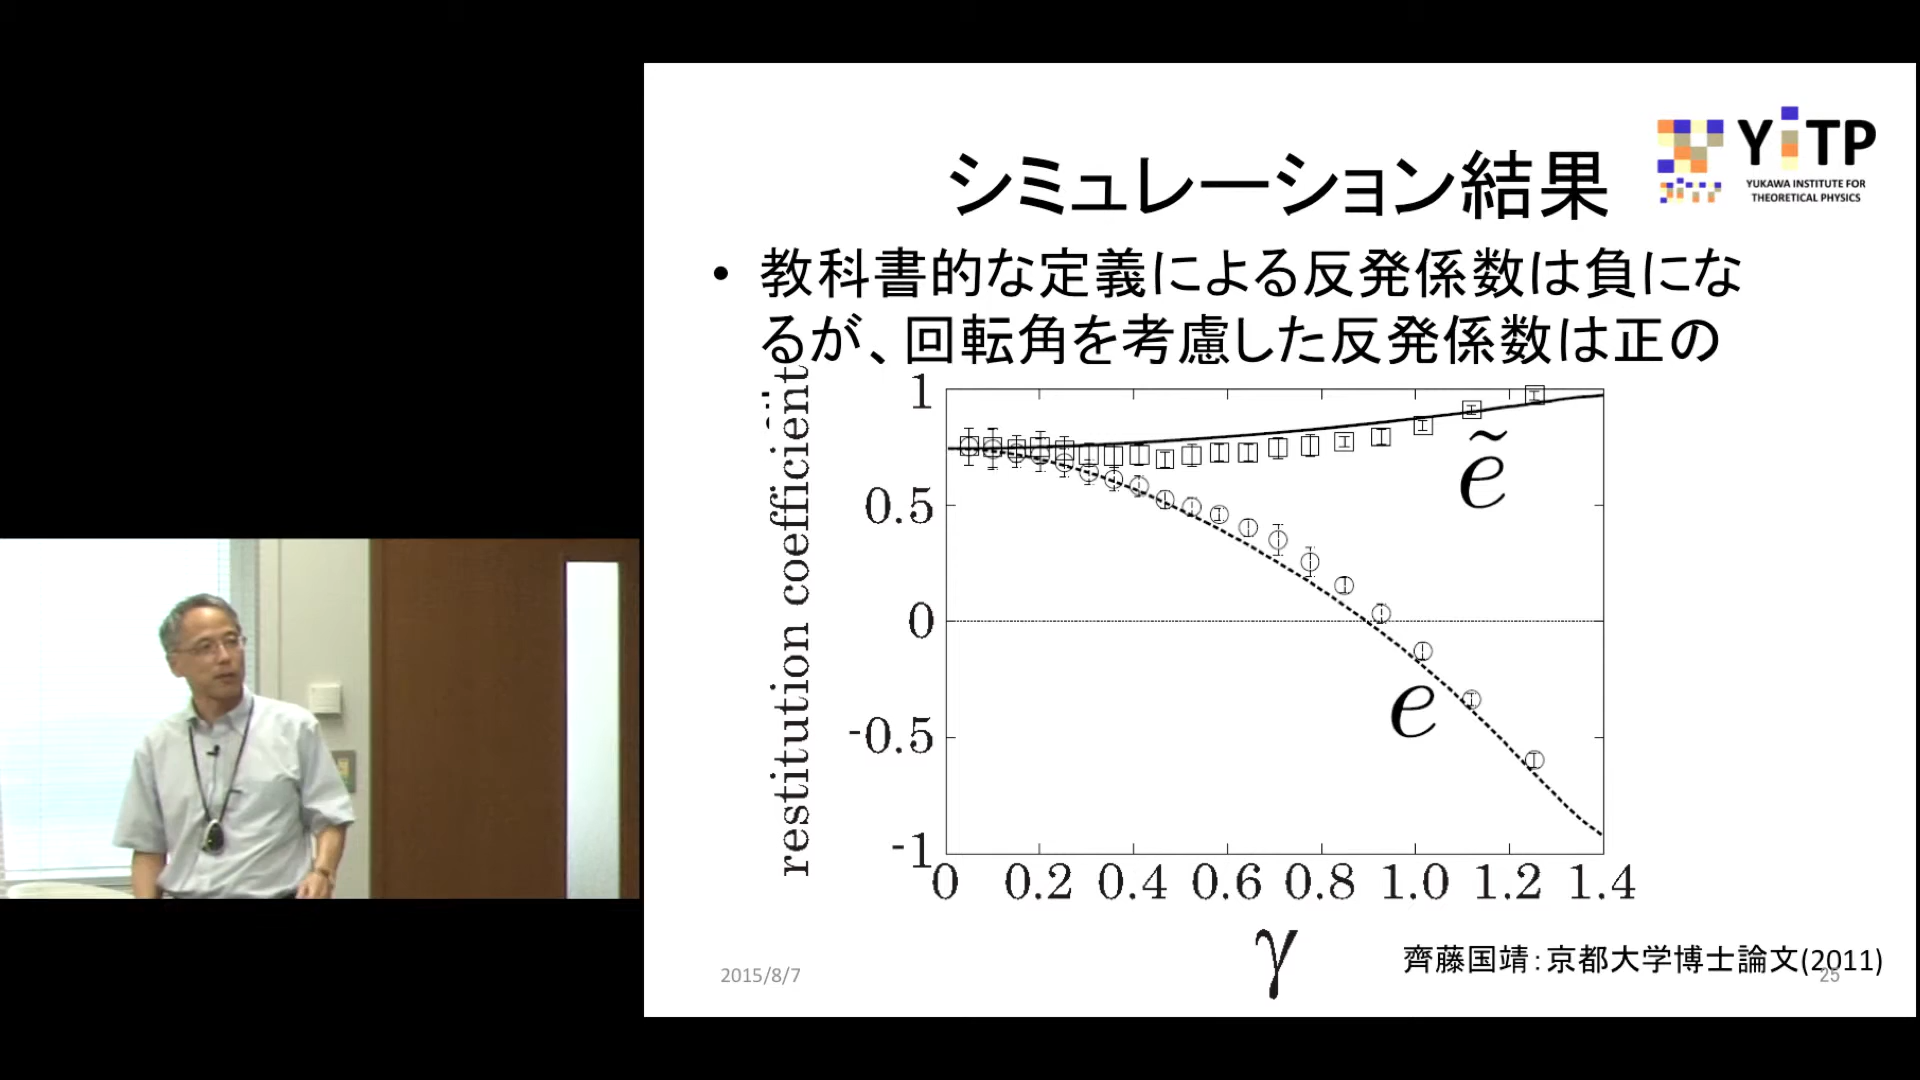 シミュレーション結果
YiTP
YUKAWA INSTITUTE FOR
THEORETICAL PHYSICS
• 教科書的な定義による反発係数は負にな
るが、回転角を考慮した反発係数は正の
restitution coefficient
1
0.5
0
-0.5
-1
ẽ
e
0 0.2 0.4 0.6 0.8 1.0 1.2 1.4
γ
齊藤国靖：京都大学博士論文(2011)
2015/8/7
25